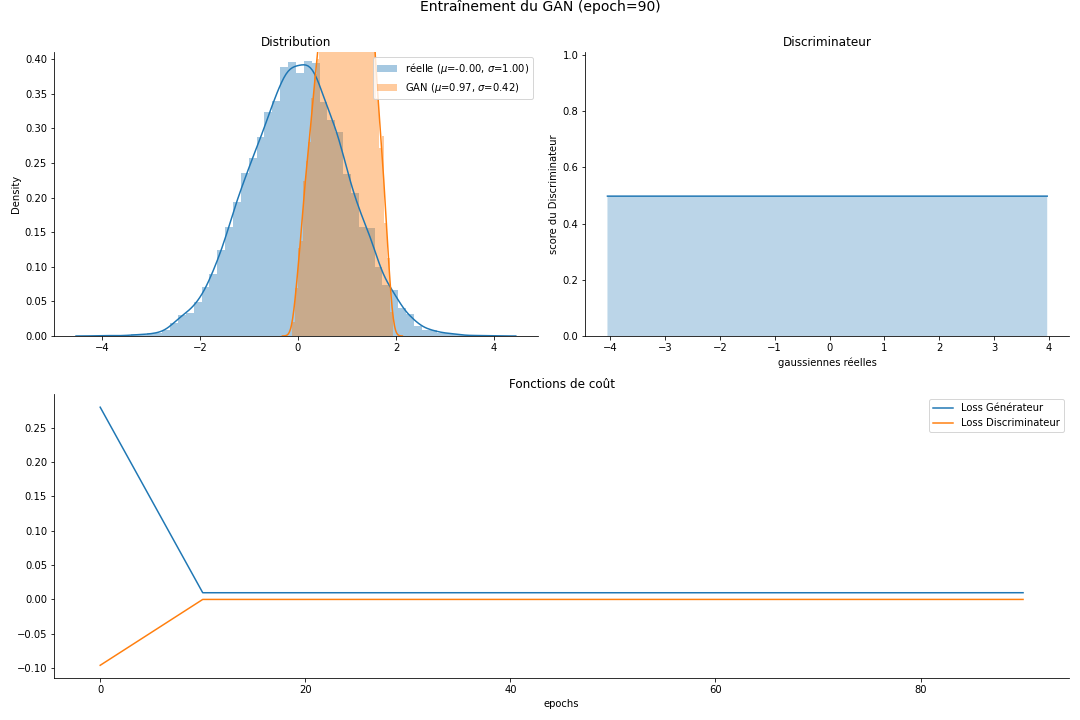 Entraînement du GAN (epoch=90)
Distribution
réelle (μ=-0.00, σ=1.00)
GAN (μ=0.97, σ=0.42)
Density
0.40
0.35
0.30
0.25
0.20
0.15
0.10
0.05
0.00
−4 −2 0 2 4
Discriminateur
score du Discriminateur
1.0
0.8
0.6
0.4
0.2
0.0
−4 −3 −2 −1 0 1 2 3 4
gaussiennes réelles
Fonctions de coût
Loss Générateur
Loss Discriminateur
0.25
0.20
0.15
0.10
0.05
0.00
−0.05
−0.10
0 20 40 60 80
epochs